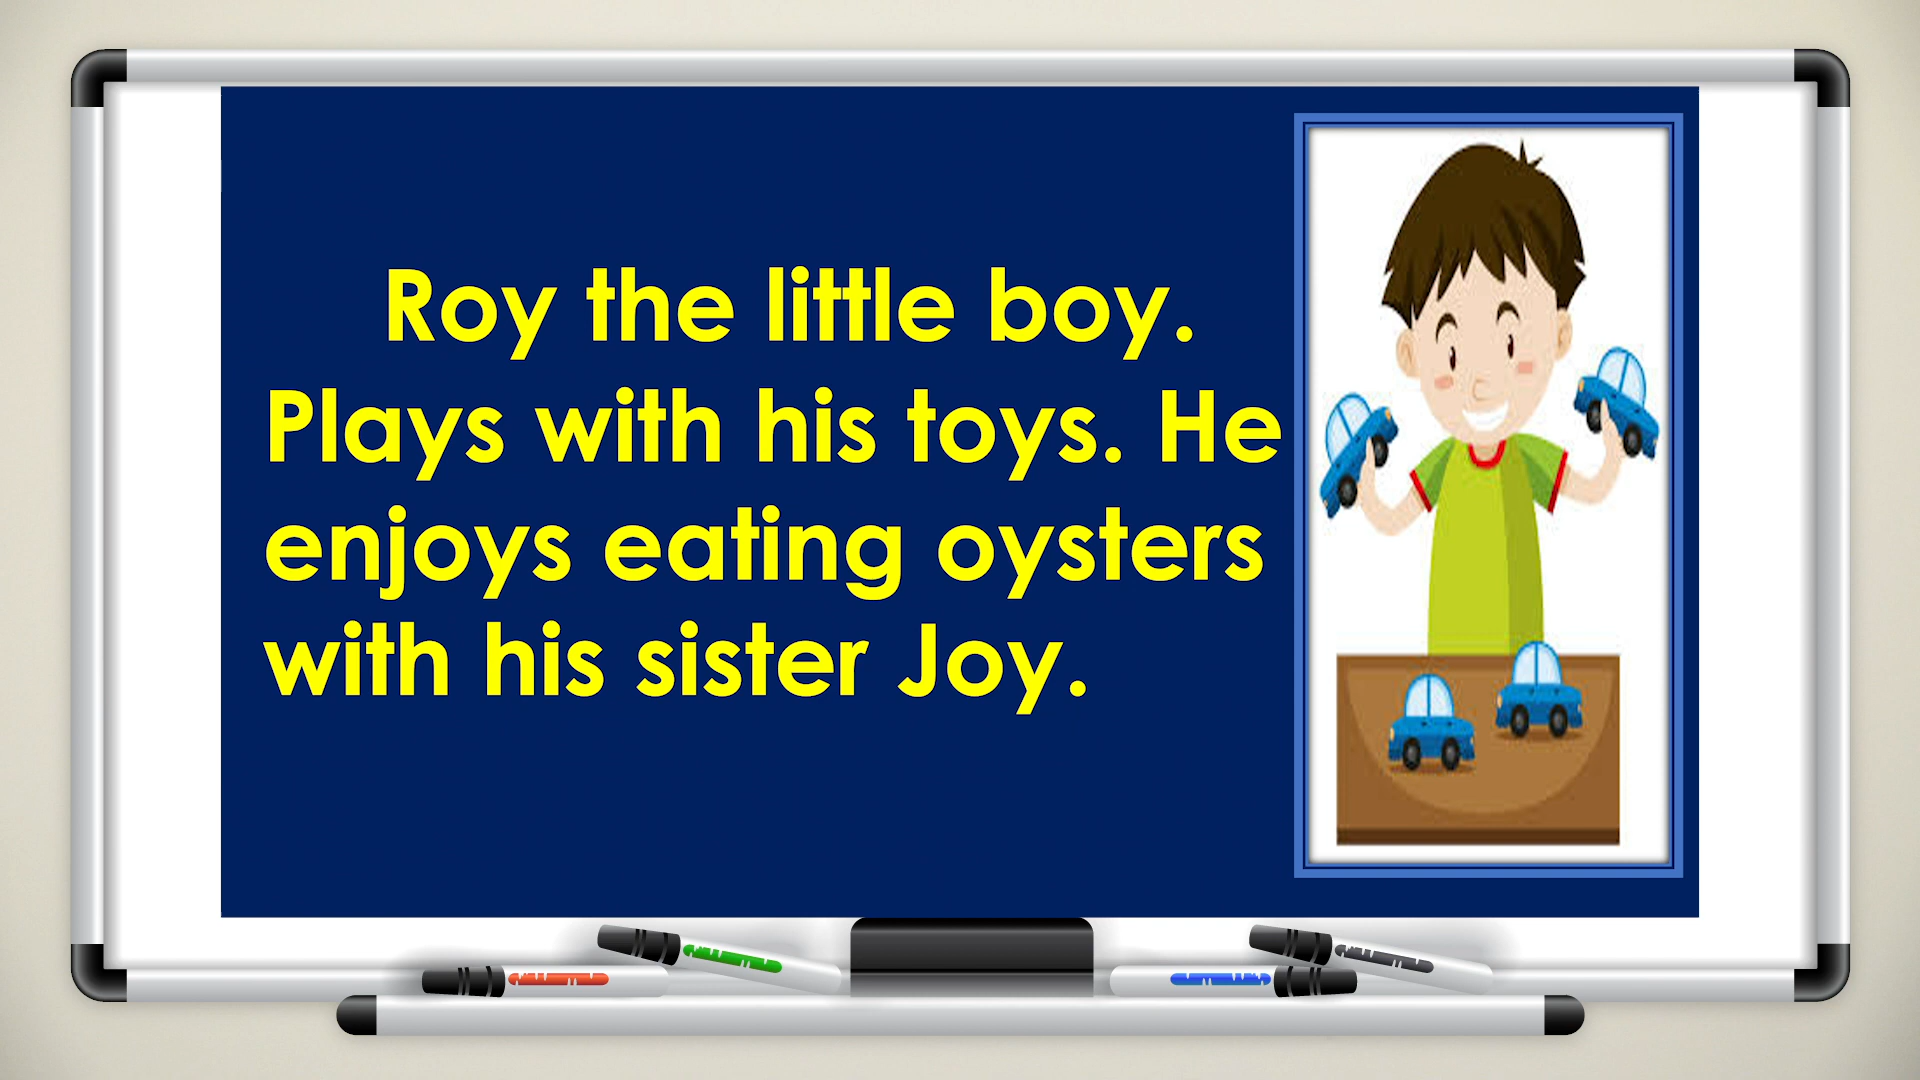 Roy the little boy.
Plays with his toys. He
enjoys eating oysters
with his sister Joy.